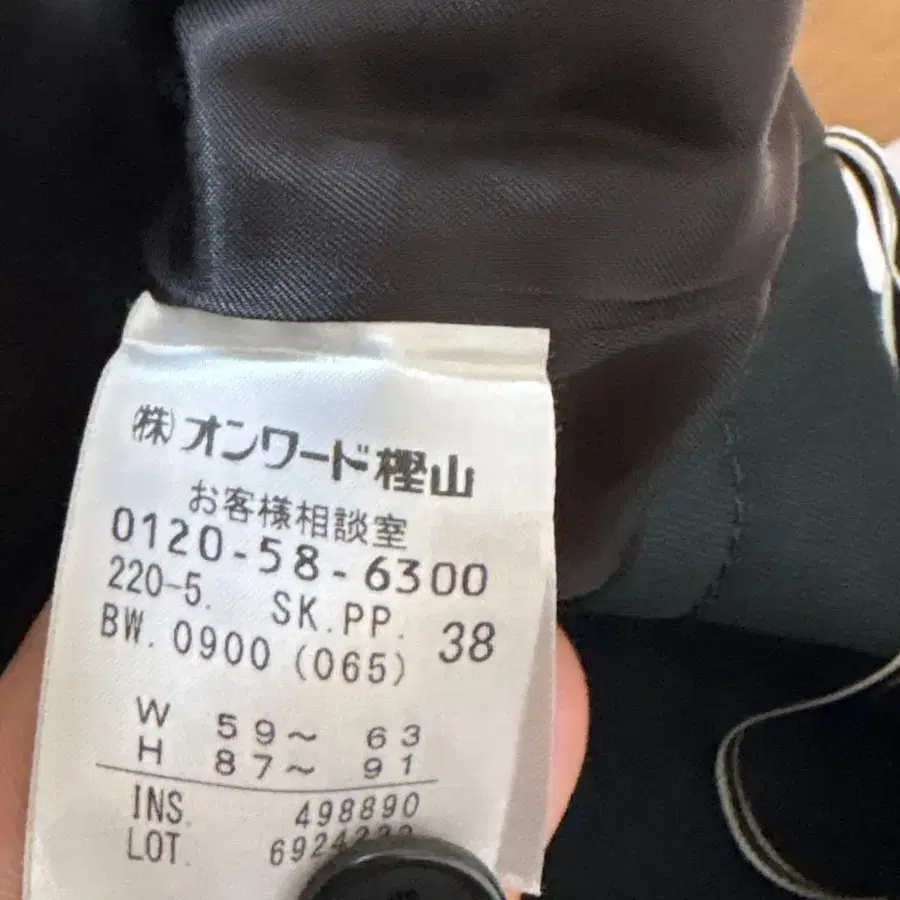 ㈱オンワード樫山
お客様相談室
0120-58-6300
220-5. SK.PP. 38
BW. 0900 (065)
W 59～ 63
H 87～ 91
INS. 498890
LOT.